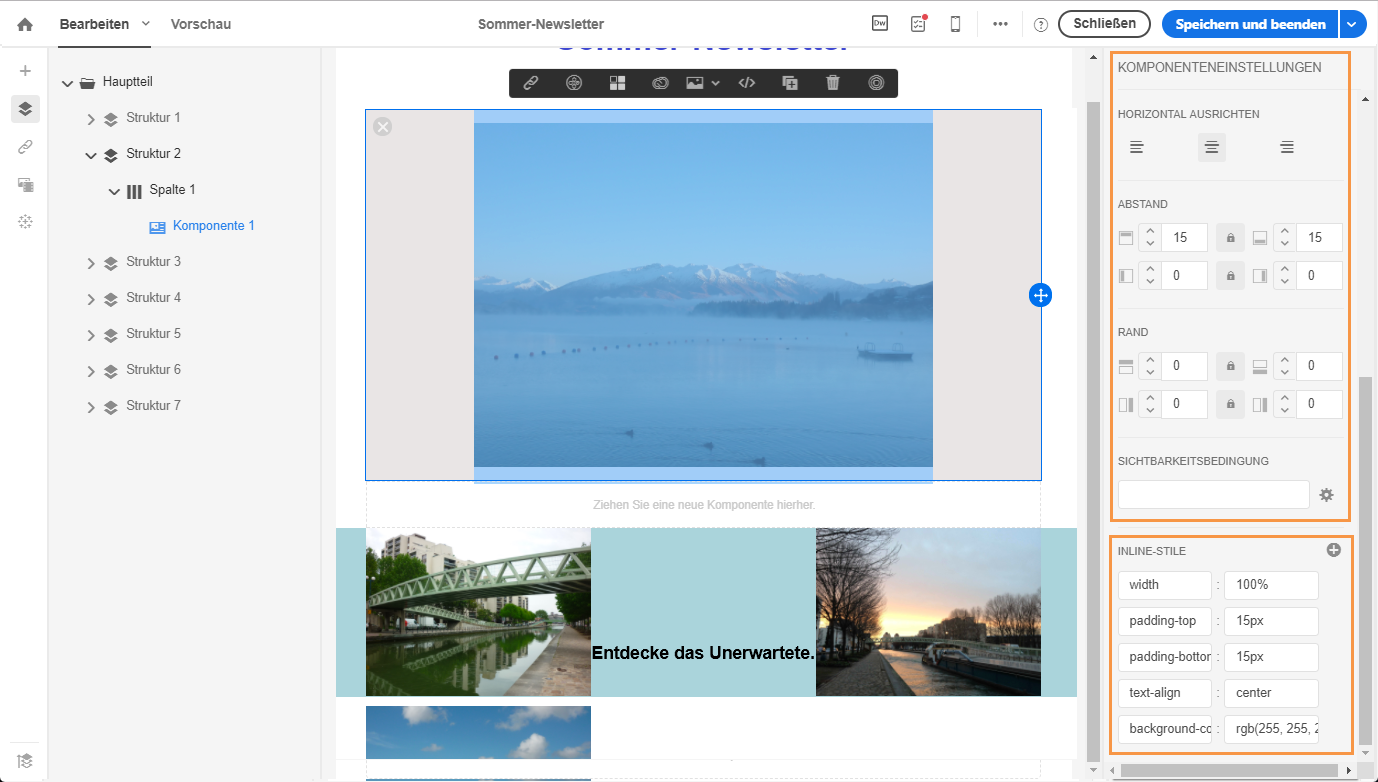 Bearbeiten Vorschau Sommer-Newsletter Dw Schließen Speichern und beenden
Sommer-Newsletter
Hauptteil
Struktur 1
Struktur 2
Spalte 1
Komponente 1
Struktur 3
Struktur 4
Struktur 5
Struktur 6
Struktur 7
Ziehen Sie eine neue Komponente hierher.
Entdecke das Unerwartete.
KOMPONENTENEINSTELLUNGEN
HORIZONTAL AUSRICHTEN
ABSTAND
15 15
0 0
RAND
0 0
0 0
SICHTBARKEITSBEDINGUNG
INLINE-STILE
width : 100%
padding-top : 15px
padding-bottor : 15px
text-align : center
background-co : rgb(255, 255, 2